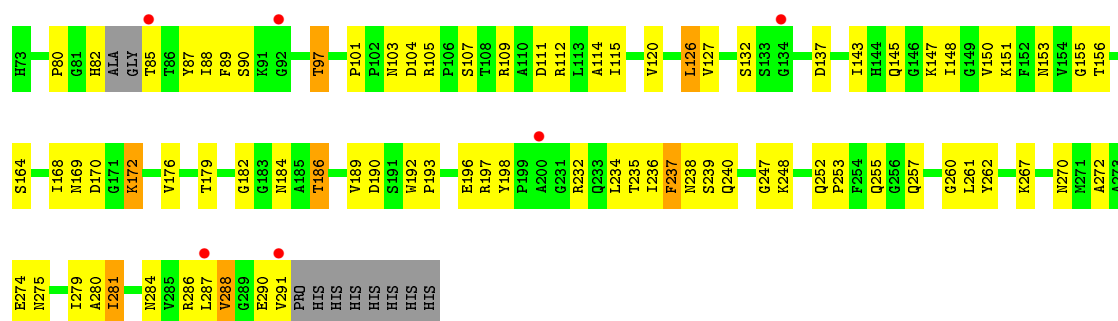 H73 P80 G81 H82 ALA GLY T85 T86 Y87 I88 F89 S90 K91 G92 T97 P101 P102 N103 D104 R105 P106 S107 T108 R109 A110 D111 R112 L113 A114 I115 V120 L126 V127 S132 S133 G134 D137 I143 H144 Q145 G146 K147 I148 G149 V150 K151 F152 N153 V154 G155 T156
S164 I168 N169 D170 G171 K172 V176 T179 G182 G183 N184 A185 T186 V189 D190 S191 W192 P193 E196 R197 Y198 P199 A200 G231 R232 Q233 L234 T235 I236 F237 N238 S239 Q240 G247 K248 Q252 P253 F254 Q255 G256 Q257 G260 L261 Y262 K267 N270 M271 A272 A273
E274 N275 I279 A280 I281 N284 V285 R286 L287 V288 G289 E290 V291 PRO HIS HIS HIS HIS HIS HIS